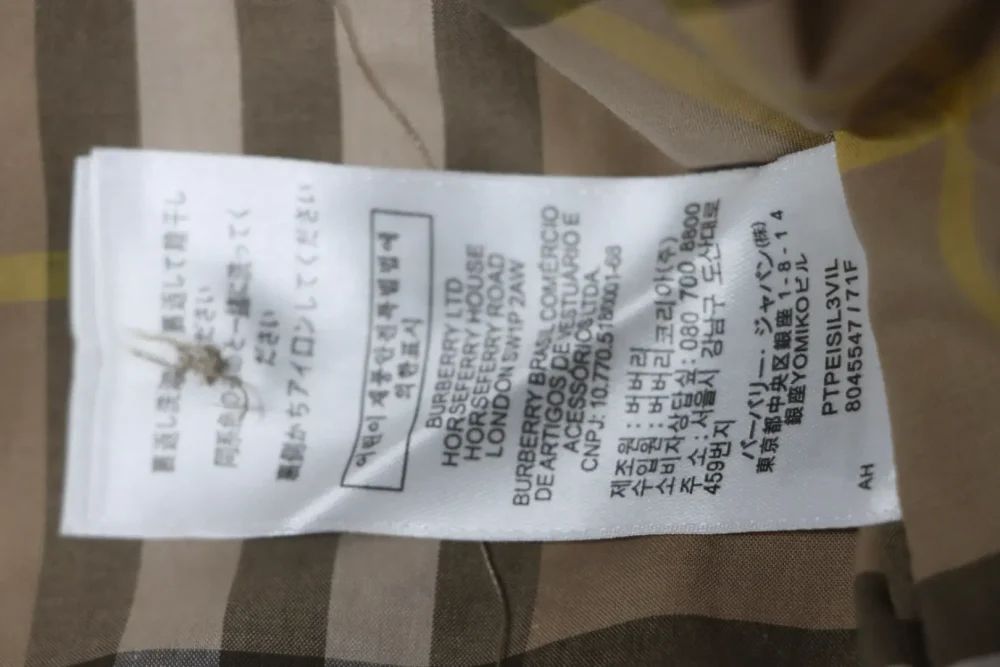 裏返し洗濯 裏返して陰干し
ください
同系色 と一緒に洗ってく
ださい
裏側からアイロンしてください
어린이 제품안전특별법에
의한표시
BURBERRY LTD
HORSEFERRY HOUSE
HORSEFERRY ROAD
LONDON SW1P 2AW
BURBERRY BRASIL COMÉRCIO
DE ARTIGOS DE VESTUÁRIO E
ACESSÓRIOS LTDA.
CNPJ: 10.770.518/0001-66
제조원 : 버버리
수입원 : 버버리코리아(주)
소비자상담실 : 080 700 8800
주 소 : 서울시 강남구 도산대로
459번지
バーバリー・ジャパン(株)
東京都中央区銀座1-8-14
銀座YOMIKOビル
PTPEISIL3VIL
8045547 / 71F
AH